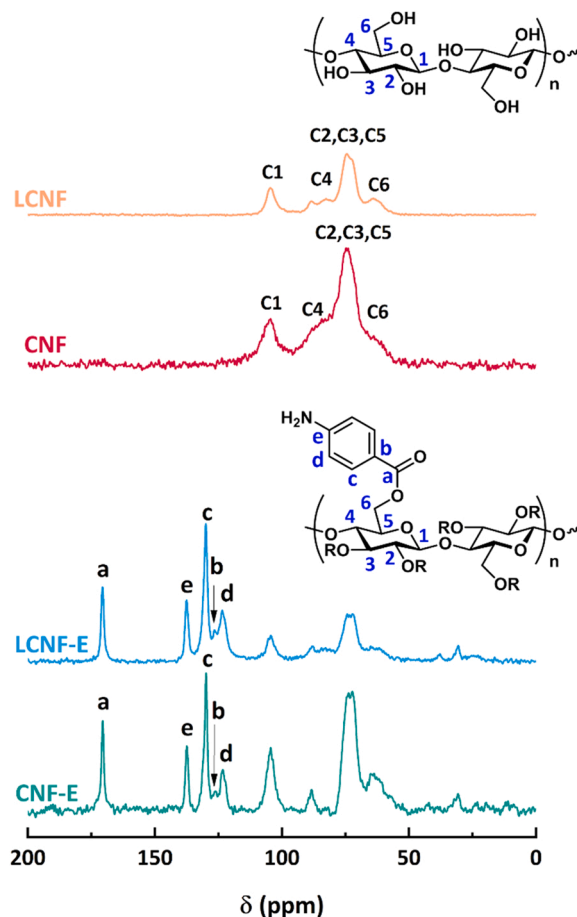 OH
6
OH
OH
4
5
O
HO
O
O
1
O
HO
3
2
OH
O
OH
n
C2,C3,C5
C1
C4
C6
LCNF
C2,C3,C5
C1
C4
C6
CNF
H2N
e
b
d
c
a
O
6
O
OR
4
5
O
RO
O
1
O
RO
3
2
OR
O
OR
n
c
a
b
e
d
LCNF-E
c
a
b
e
d
CNF-E
200 150 100 50 0
δ (ppm)